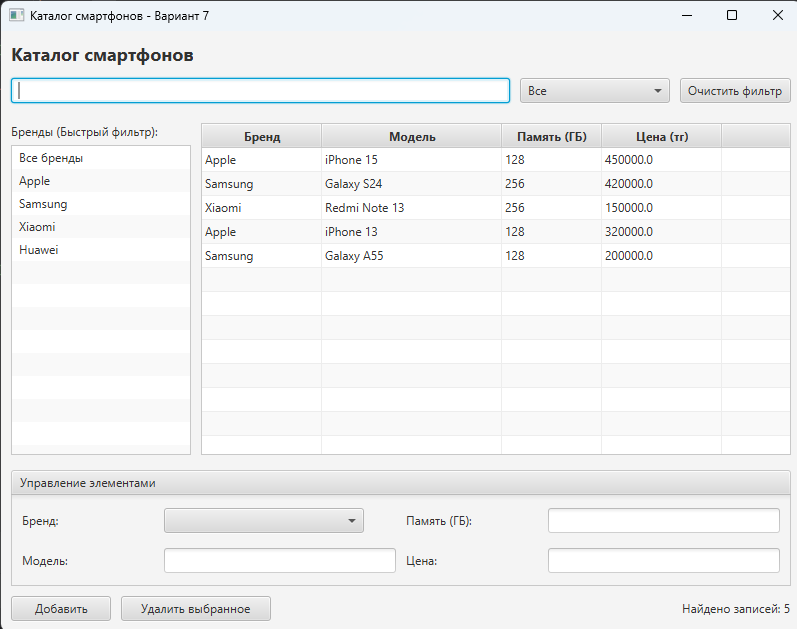 Каталог смартфонов - Вариант 7
Каталог смартфонов
Все
Очистить фильтр
Бренды (Быстрый фильтр):
Все бренды
Apple
Samsung
Xiaomi
Huawei
Бренд Модель Память (ГБ) Цена (тг)
Apple iPhone 15 128 450000.0
Samsung Galaxy S24 256 420000.0
Xiaomi Redmi Note 13 256 150000.0
Apple iPhone 13 128 320000.0
Samsung Galaxy A55 128 200000.0
Управление элементами
Бренд: Память (ГБ):
Модель: Цена:
Добавить Удалить выбранное Найдено записей: 5